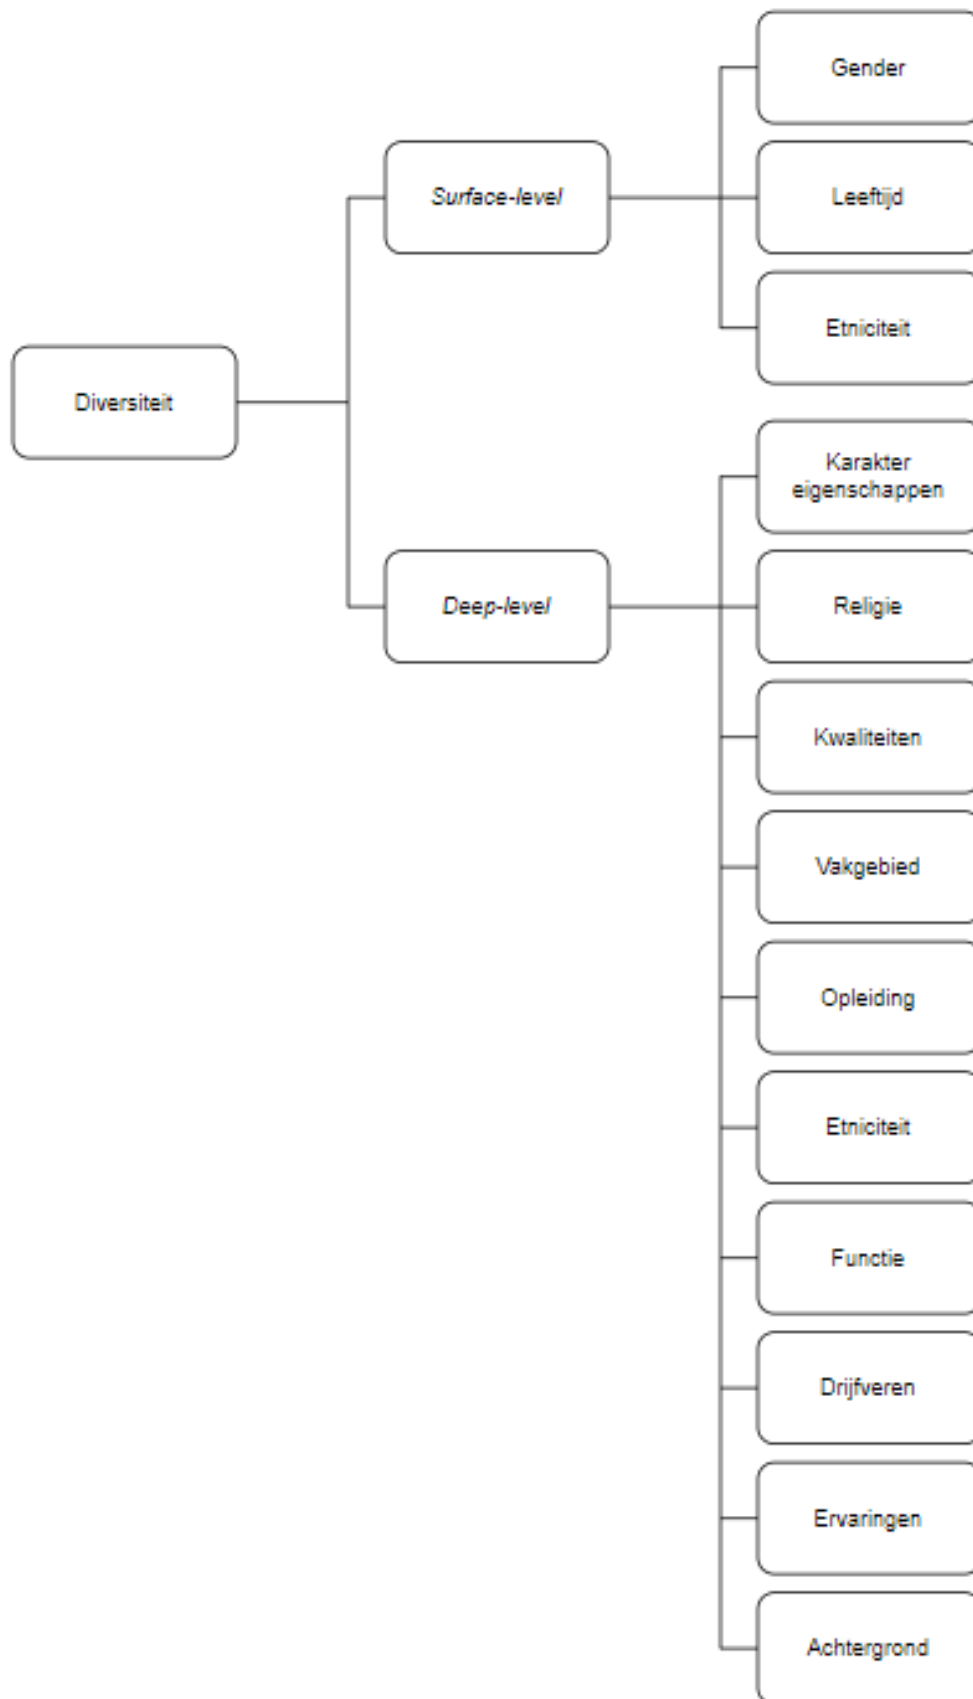 Diversiteit
Surface-level
Gender
Leeftijd
Etniciteit
Deep-level
Karakter
eigenschappen
Religie
Kwaliteiten
Vakgebied
Opleiding
Etniciteit
Functie
Drijfveren
Ervaringen
Achtergrond